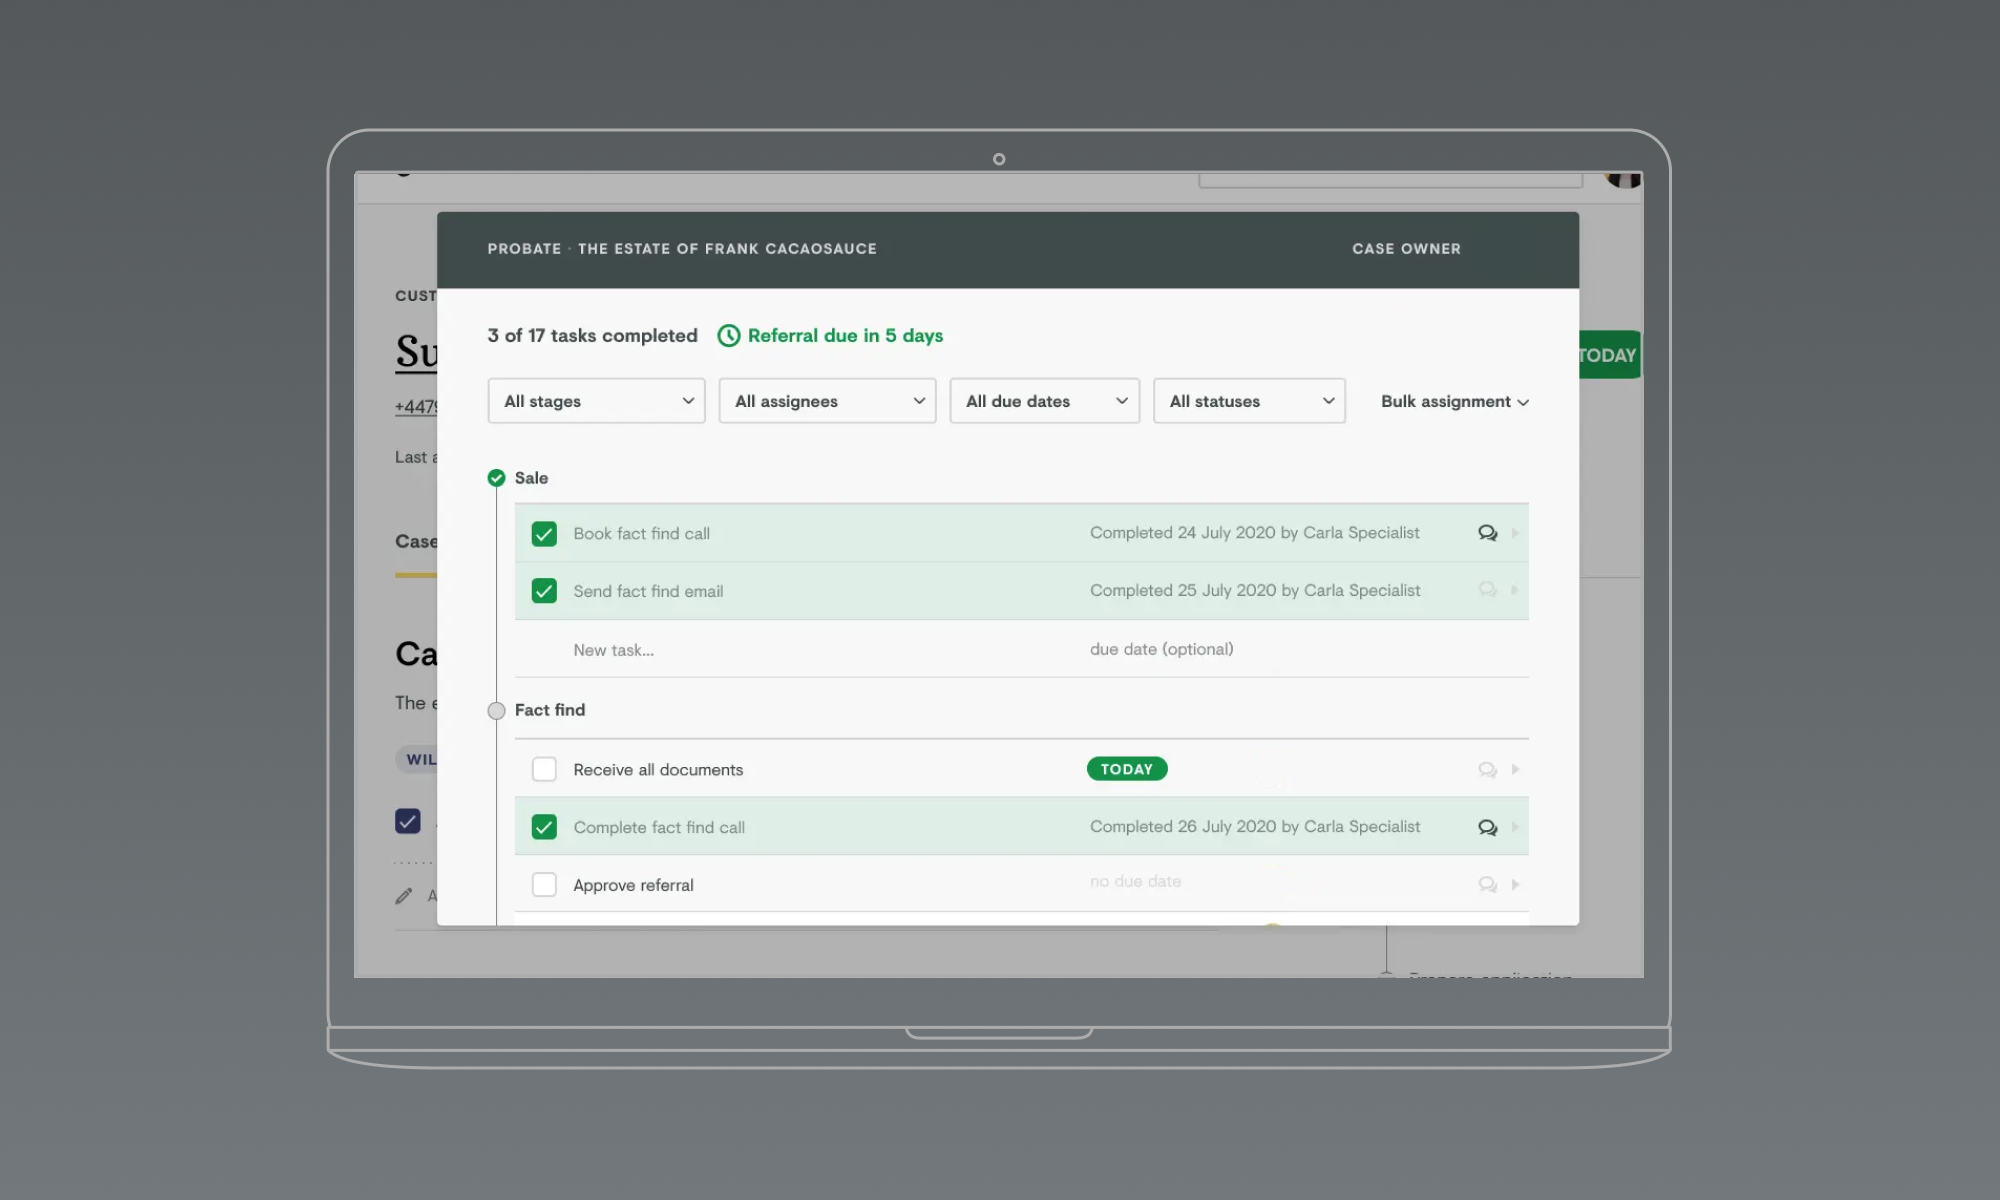 PROBATE · THE ESTATE OF FRANK CACAOSAUCE CASE OWNER
CUST
3 of 17 tasks completed Referral due in 5 days
Su
TODAY
+447
All stages All assignees All due dates All statuses Bulk assignment
Last a
Sale
Book fact find call Completed 24 July 2020 by Carla Specialist
Case
Send fact find email Completed 25 July 2020 by Carla Specialist
New task... due date (optional)
Ca
The e
Fact find
WIL
Receive all documents TODAY
Complete fact find call Completed 26 July 2020 by Carla Specialist
Approve referral no due date
A
Prepare application